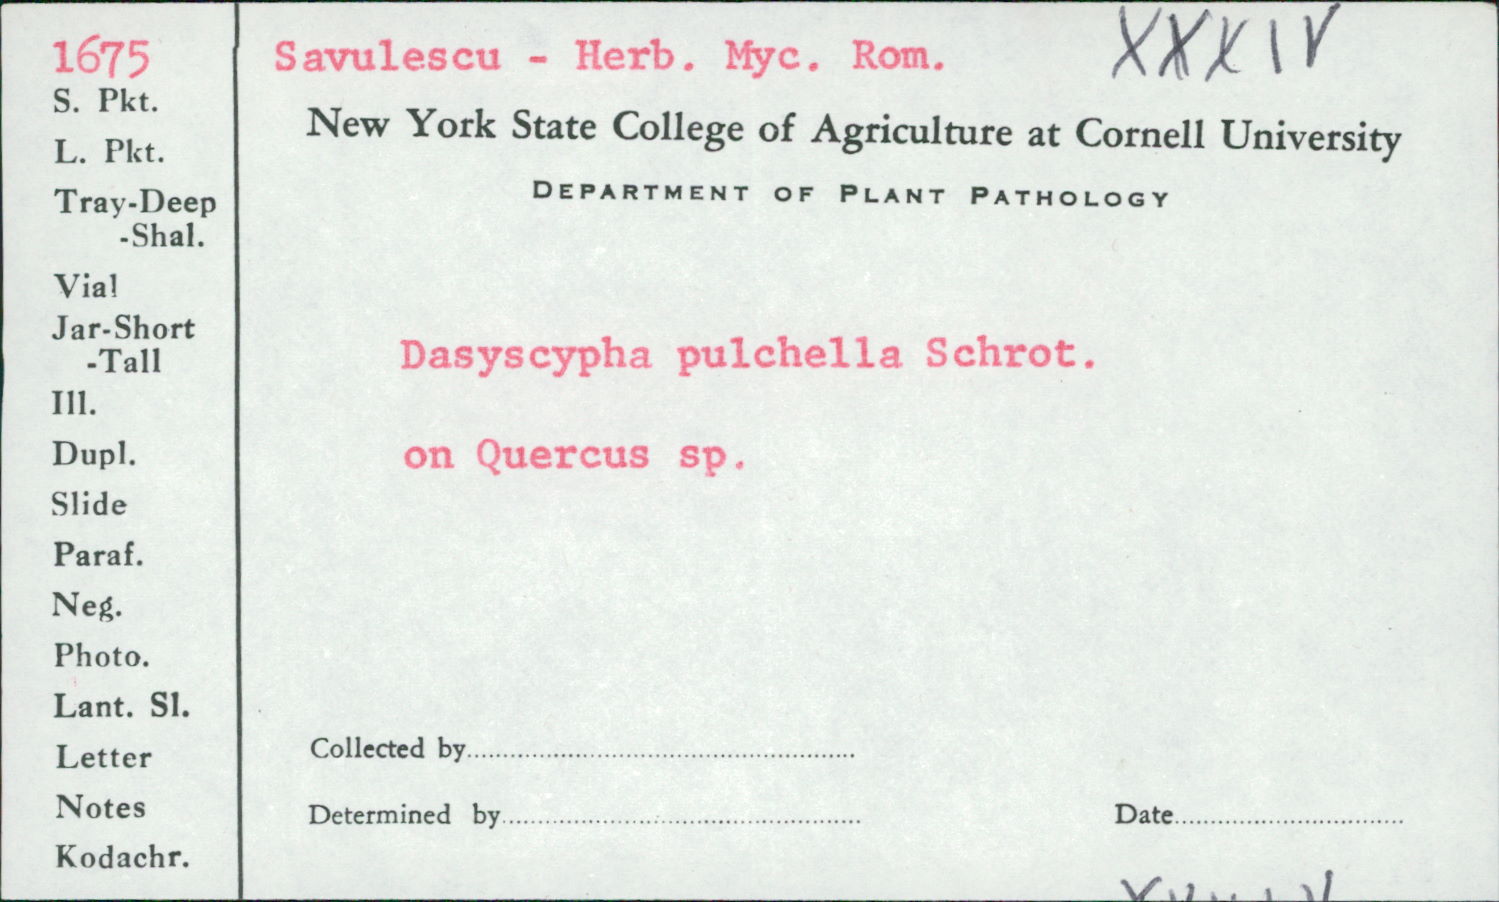 1675
Savulescu - Herb. Myc. Rom.
XXXIV
New York State College of Agriculture at Cornell University
DEPARTMENT OF PLANT PATHOLOGY
S. Pkt.
L. Pkt.
Tray-Deep
-Shal.
Vial
Jar-Short
-Tall
Ill.
Dupl.
Slide
Paraf.
Neg.
Photo.
Lant. Sl.
Letter
Notes
Kodachr.
Dasyscypha pulchella Schrot.
on Quercus sp.
Collected by
Determined by
Date